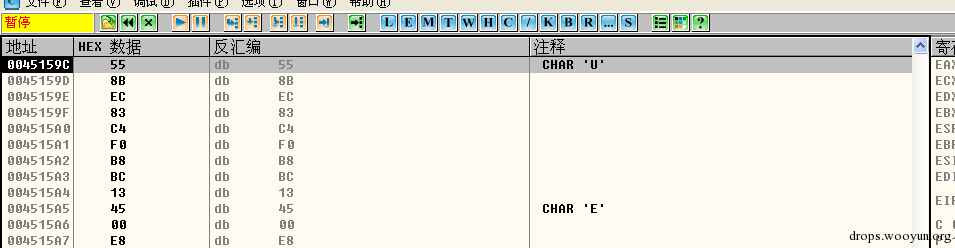 C 文件(F) 查看(V) 调试(D) 插件(P) 选项(T) 窗口(W) 帮助(H)
暂停 L E M T W H C / K B R ... S ?
地址 HEX 数据 反汇编 注释
0045159C 55 db 55 CHAR 'U'
0045159D 8B db 8B
0045159E EC db EC
0045159F 83 db 83
004515A0 C4 db C4
004515A1 F0 db F0
004515A2 B8 db B8
004515A3 BC db BC
004515A4 13 db 13
004515A5 45 db 45 CHAR 'E'
004515A6 00 db 00
004515A7 E8 db E8
EAX
ECX
EDX
EBX
ESP
EBP
ESI
EDI
EIP
C 0
drops.wooyun.org